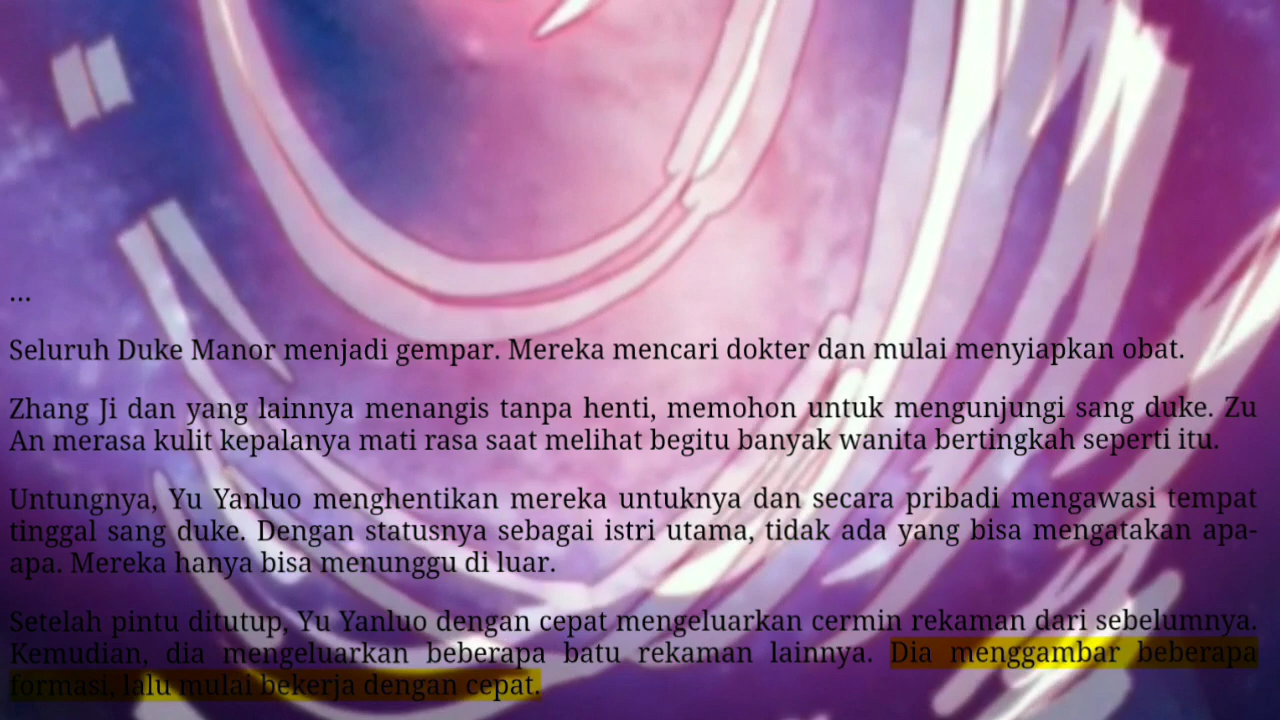 ...
Seluruh Duke Manor menjadi gempar. Mereka mencari dokter dan mulai menyiapkan obat.
Zhang Ji dan yang lainnya menangis tanpa henti, memohon untuk mengunjungi sang duke. Zu
An merasa kulit kepalanya mati rasa saat melihat begitu banyak wanita bertingkah seperti itu.
Untungnya, Yu Yanluo menghentikan mereka untuknya dan secara pribadi mengawasi tempat
tinggal sang duke. Dengan statusnya sebagai istri utama, tidak ada yang bisa mengatakan apa-
apa. Mereka hanya bisa menunggu di luar.
Setelah pintu ditutup, Yu Yanluo dengan cepat mengeluarkan cermin rekaman dari sebelumnya.
Kemudian, dia mengeluarkan beberapa batu rekaman lainnya. Dia menggambar beberapa
formasi, lalu mulai bekerja dengan cepat.